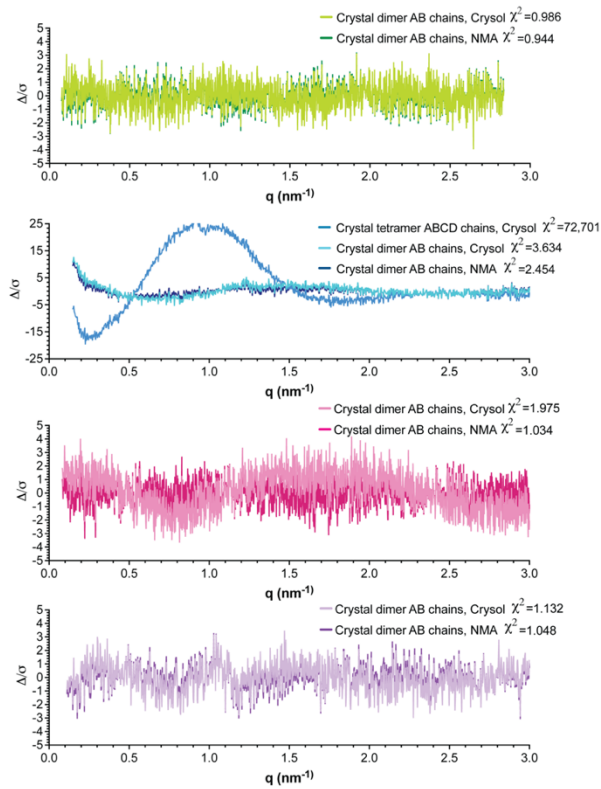 Crystal dimer AB chains, Crysol χ²=0.986
Crystal dimer AB chains, NMA χ²=0.944
Δ/σ
5
4
3
2
1
0
-1
-2
-3
-4
-5
0.0 0.5 1.0 1.5 2.0 2.5 3.0
q (nm⁻¹)
Crystal tetramer ABCD chains, Crysol χ²=72,701
Crystal dimer AB chains, Crysol χ²=3.634
Crystal dimer AB chains, NMA χ²=2.454
Δ/σ
25
15
5
-5
-15
-25
0.0 0.5 1.0 1.5 2.0 2.5 3.0
q (nm⁻¹)
Crystal dimer AB chains, Crysol χ²=1.975
Crystal dimer AB chains, NMA χ²=1.034
Δ/σ
5
4
3
2
1
0
-1
-2
-3
-4
-5
0.0 0.5 1.0 1.5 2.0 2.5 3.0
q (nm⁻¹)
Crystal dimer AB chains, Crysol χ²=1.132
Crystal dimer AB chains, NMA χ²=1.048
Δ/σ
5
4
3
2
1
0
-1
-2
-3
-4
-5
0.0 0.5 1.0 1.5 2.0 2.5 3.0
q (nm⁻¹)